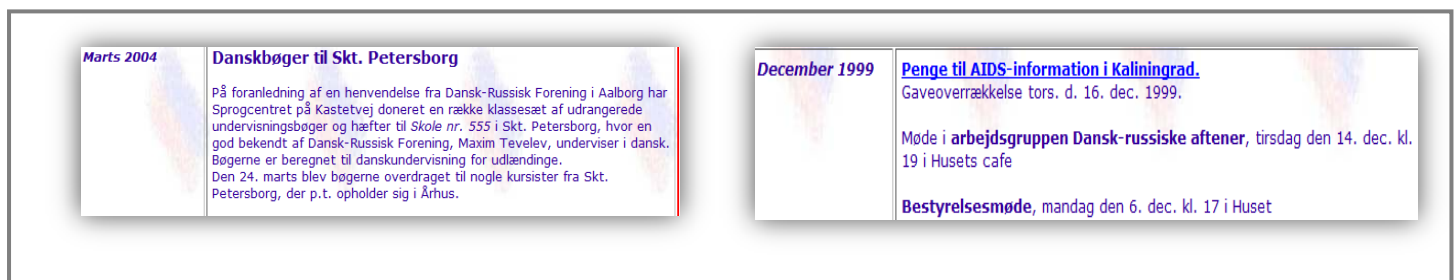 Marts 2004
Danskbøger til Skt. Petersborg
På foranledning af en henvendelse fra Dansk-Russisk Forening i Aalborg har
Sprogcentret på Kastetvej doneret en række klassesæt af udrangerede
undervisningsbøger og hæfter til Skole nr. 555 i Skt. Petersborg, hvor en
god bekendt af Dansk-Russisk Forening, Maxim Tevelev, underviser i dansk.
Bøgerne er beregnet til danskundervisning for udlændinge.
Den 24. marts blev bøgerne overdraget til nogle kursister fra Skt.
Petersborg, der p.t. opholder sig i Århus.
December 1999
Penge til AIDS-information i Kaliningrad.
Gaveoverrækkelse tors. d. 16. dec. 1999.
Møde i arbejdsgruppen Dansk-russiske aftener, tirsdag den 14. dec. kl.
19 i Husets cafe
Bestyrelsesmøde, mandag den 6. dec. kl. 17 i Huset